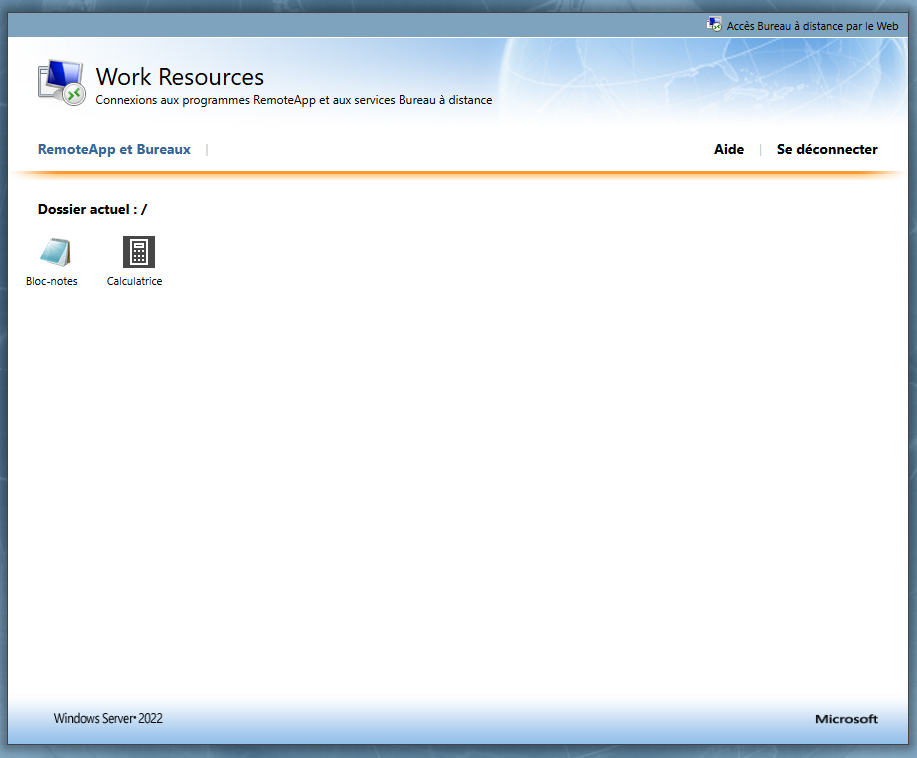 Accès Bureau à distance par le Web
Work Resources
Connexions aux programmes RemoteApp et aux services Bureau à distance
RemoteApp et Bureaux | Aide | Se déconnecter
Dossier actuel : /
Bloc-notes Calculatrice
Windows Server® 2022 Microsoft